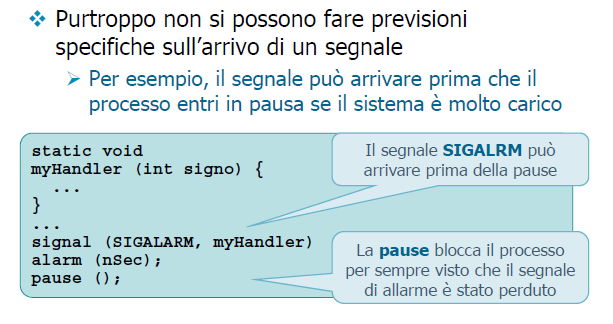 Purtroppo non si possono fare previsioni
specifiche sull'arrivo di un segnale
Per esempio, il segnale può arrivare prima che il
processo entri in pausa se il sistema è molto carico
static void
myHandler (int signo) {
...
}
...
signal (SIGALARM, myHandler)
alarm (nSec);
pause ();
Il segnale SIGALRM può
arrivare prima della pause
La pause blocca il processo
per sempre visto che il segnale
di allarme è stato perduto